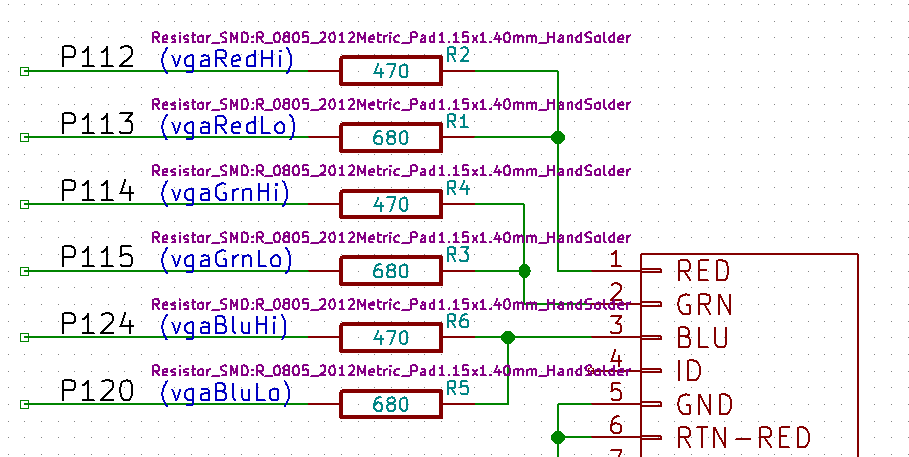 Resistor_SMD:R_0805_2012Metric_Pad1.15x1.40mm_HandSolder
P112 (vgaRedHi) 470 R2
Resistor_SMD:R_0805_2012Metric_Pad1.15x1.40mm_HandSolder
P113 (vgaRedLo) 680 R1
Resistor_SMD:R_0805_2012Metric_Pad1.15x1.40mm_HandSolder
P114 (vgaGrnHi) 470 R4
Resistor_SMD:R_0805_2012Metric_Pad1.15x1.40mm_HandSolder
P115 (vgaGrnLo) 680 R3 1 RED
Resistor_SMD:R_0805_2012Metric_Pad1.15x1.40mm_HandSolder 2 GRN
P124 (vgaBluHi) 470 R6 3 BLU
Resistor_SMD:R_0805_2012Metric_Pad1.15x1.40mm_HandSolder 4 ID
P120 (vgaBluLo) 680 R5 5 GND
6 RTN-RED
7